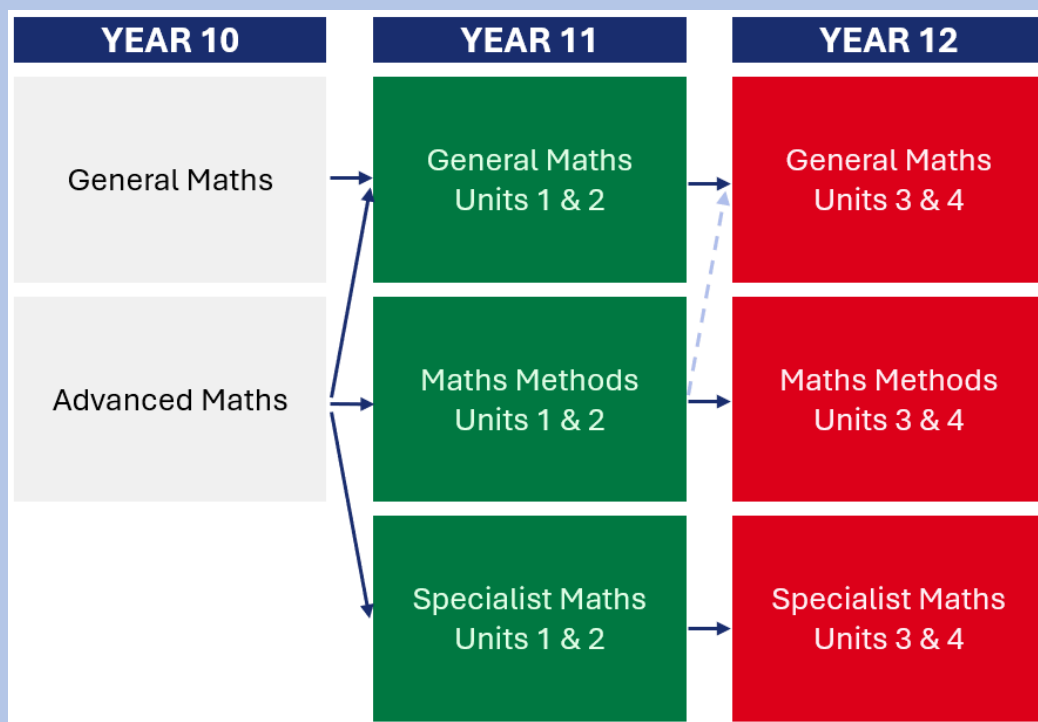 YEAR 10
YEAR 11
YEAR 12
General Maths
General Maths
Units 1 & 2
General Maths
Units 3 & 4
Advanced Maths
Maths Methods
Units 1 & 2
Maths Methods
Units 3 & 4
Specialist Maths
Units 1 & 2
Specialist Maths
Units 3 & 4